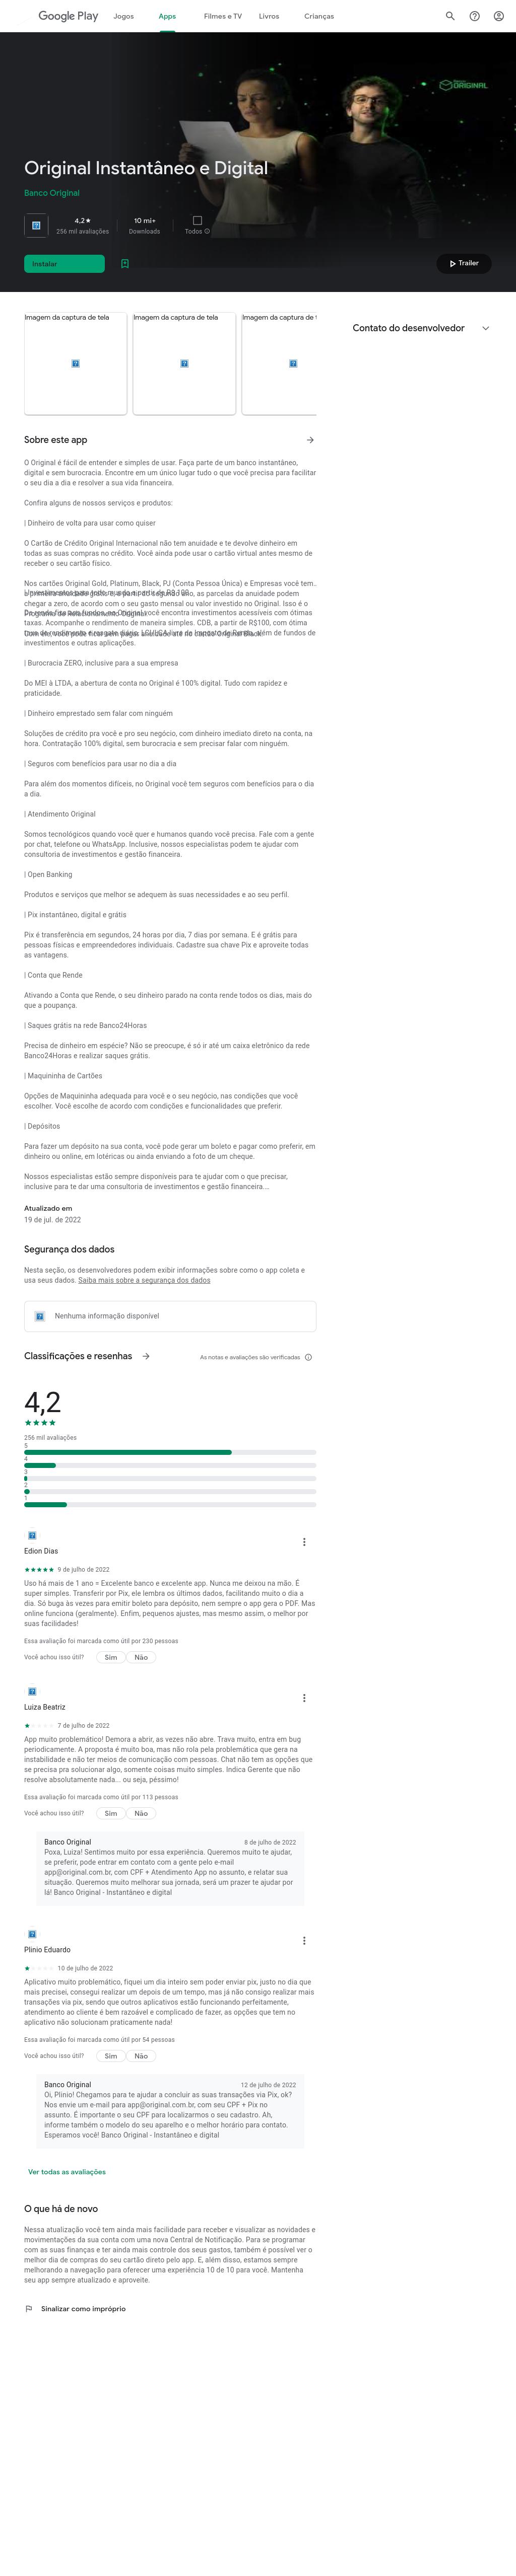 Google Play Jogos Apps Filmes e TV Livros Crianças
Banco
ORIGINAL
Original Instantâneo e Digital
Banco Original
4,2★ 10 mi+
256 mil avaliações Downloads Todos
Instalar
Trailer
Imagem da captura de tela Imagem da captura de tela Imagem da captura de t
Contato do desenvolvedor
Sobre este app
O Original é fácil de entender e simples de usar. Faça parte de um banco instantâneo,
digital e sem burocracia. Encontre em um único lugar tudo o que você precisa para facilitar
o seu dia a dia e resolver a sua vida financeira.
Confira alguns de nossos serviços e produtos:
| Dinheiro de volta para usar como quiser
O Cartão de Crédito Original Internacional não tem anuidade e te devolve dinheiro em
todas as suas compras no crédito. Você ainda pode usar o cartão virtual antes mesmo de
receber o seu cartão físico.
Nos cartões Original Gold, Platinum, Black, PJ (Conta Pessoa Única) e Empresas você tem
chegar a zero, de acordo com o seu gasto mensal ou valor investido no Original. Isso é o
taxas. Acompanhe o rendimento de maneira simples. CDB, a partir de R$100, com ótima
investimentos e outras aplicações.
| Burocracia ZERO, inclusive para a sua empresa
Do MEI à LTDA, a abertura de conta no Original é 100% digital. Tudo com rapidez e
praticidade.
| Dinheiro emprestado sem falar com ninguém
Soluções de crédito pra você e pro seu negócio, com dinheiro imediato direto na conta, na
hora. Contratação 100% digital, sem burocracia e sem precisar falar com ninguém.
| Seguros com benefícios para usar no dia a dia
Para além dos momentos difíceis, no Original você tem seguros com benefícios para o dia
a dia.
| Atendimento Original
Somos tecnológicos quando você quer e humanos quando você precisa. Fale com a gente
por chat, telefone ou WhatsApp. Inclusive, nossos especialistas podem te ajudar com
consultoria de investimentos e gestão financeira.
| Open Banking
Produtos e serviços que melhor se adequem às suas necessidades e ao seu perfil.
| Pix instantâneo, digital e grátis
Pix é transferência em segundos, 24 horas por dia, 7 dias por semana. E é grátis para
pessoas físicas e empreendedores individuais. Cadastre sua chave Pix e aproveite todas
as vantagens.
| Conta que Rende
Ativando a Conta que Rende, o seu dinheiro parado na conta rende todos os dias, mais do
que a poupança.
| Saques grátis na rede Banco24Horas
Precisa de dinheiro em espécie? Não se preocupe, é só ir até um caixa eletrônico da rede
Banco24Horas e realizar saques grátis.
| Maquininha de Cartões
Opções de Maquininha adequada para você e o seu negócio, nas condições que você
escolher. Você escolhe de acordo com condições e funcionalidades que preferir.
| Depósitos
Para fazer um depósito na sua conta, você pode gerar um boleto e pagar como preferir, em
dinheiro ou online, em lotéricas ou ainda enviando a foto de um cheque.
Nossos especialistas estão sempre disponíveis para te ajudar com o que precisar,
inclusive para te dar uma consultoria de investimentos e gestão financeira....
Atualizado em
19 de jul. de 2022
Segurança dos dados
Nesta seção, os desenvolvedores podem exibir informações sobre como o app coleta e
usa seus dados. Saiba mais sobre a segurança dos dados
Nenhuma informação disponível
Classificações e resenhas As notas e avaliações são verificadas
4,2
256 mil avaliações
5
4
3
2
1
Edion Dias
9 de julho de 2022
Uso há mais de 1 ano = Excelente banco e excelente app. Nunca me deixou na mão. É
super simples. Transferir por Pix, ele lembra os últimos dados, facilitando muito o dia a
dia. Só buga às vezes para emitir boleto para depósito, nem sempre o app gera o PDF. Mas
online funciona (geralmente). Enfim, pequenos ajustes, mas mesmo assim, o melhor por
suas facilidades!
Essa avaliação foi marcada como útil por 230 pessoas
Você achou isso útil? Sim Não
Luiza Beatriz
7 de julho de 2022
App muito problemático! Demora a abrir, as vezes não abre. Trava muito, entra em bug
periodicamente. A proposta é muito boa, mas não rola pela problemática que gera na
instabilidade e não ter meios de comunicação com pessoas. Chat não tem as opções que
se precisa pra solucionar algo, somente coisas muito simples. Indica Gerente que não
resolve absolutamente nada... ou seja, péssimo!
Essa avaliação foi marcada como útil por 113 pessoas
Você achou isso útil? Sim Não
Banco Original 8 de julho de 2022
Poxa, Luiza! Sentimos muito por essa experiência. Queremos muito te ajudar,
se preferir, pode entrar em contato com a gente pelo e-mail
app@original.com.br, com CPF + Atendimento App no assunto, e relatar sua
situação. Queremos muito melhorar sua jornada, será um prazer te ajudar por
lá! Banco Original - Instantâneo e digital
Plinio Eduardo
10 de julho de 2022
Aplicativo muito problemático, fiquei um dia inteiro sem poder enviar pix, justo no dia que
mais precisei, consegui realizar um depois de um tempo, mas já não consigo realizar mais
transações via pix, sendo que outros aplicativos estão funcionando perfeitamente,
atendimento ao cliente é bem razoável e complicado de fazer, as opções que tem no
aplicativo não solucionam praticamente nada!
Essa avaliação foi marcada como útil por 54 pessoas
Você achou isso útil? Sim Não
Banco Original 12 de julho de 2022
Oi, Plinio! Chegamos para te ajudar a concluir as suas transações via Pix, ok?
Nos envie um e-mail para app@original.com.br, com seu CPF + Pix no
assunto. É importante o seu CPF para localizarmos o seu cadastro. Ah,
informe também o modelo do seu aparelho e o melhor horário para contato.
Esperamos você! Banco Original - Instantâneo e digital
Ver todas as avaliações
O que há de novo
Nessa atualização você tem ainda mais facilidade para receber e visualizar as novidades e
movimentações da sua conta com uma nova Central de Notificação. Para se programar
com as suas finanças e ter ainda mais controle dos seus gastos, também é possível ver o
melhor dia de compras do seu cartão direto pelo app. E, além disso, estamos sempre
melhorando a navegação para oferecer uma experiência 10 de 10 para você. Mantenha
seu app sempre atualizado e aproveite.
Sinalizar como impróprio